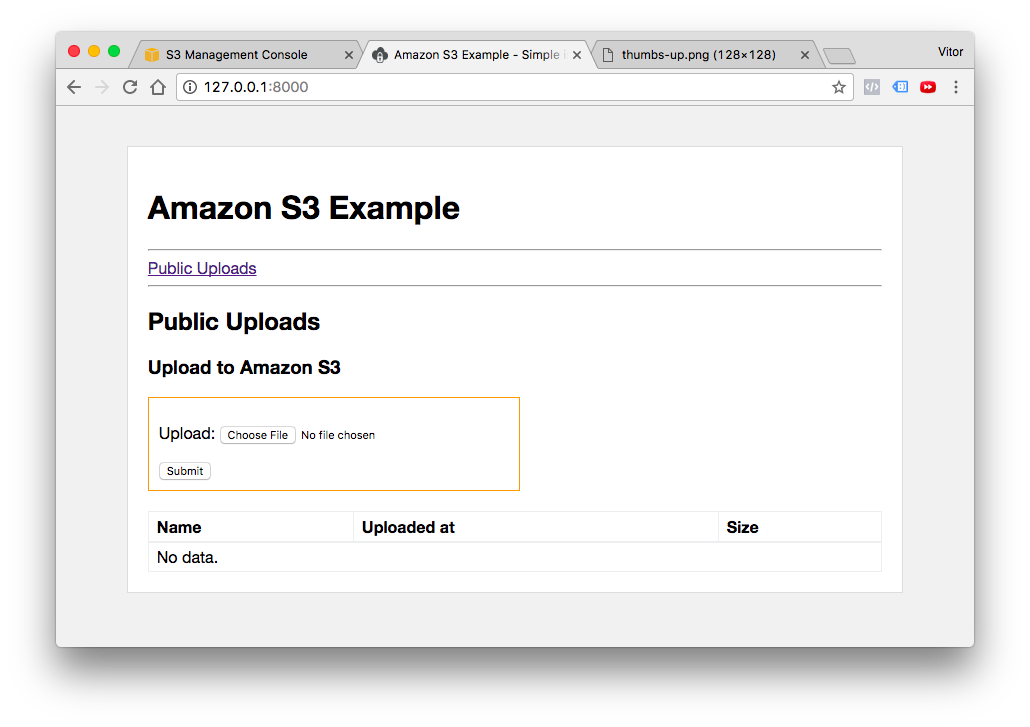 S3 Management Console
Amazon S3 Example - Simple
thumbs-up.png (128×128)
Vitor
127.0.0.1:8000
Amazon S3 Example
Public Uploads
Public Uploads
Upload to Amazon S3
Upload: Choose File No file chosen
Submit
Name Uploaded at Size
No data.